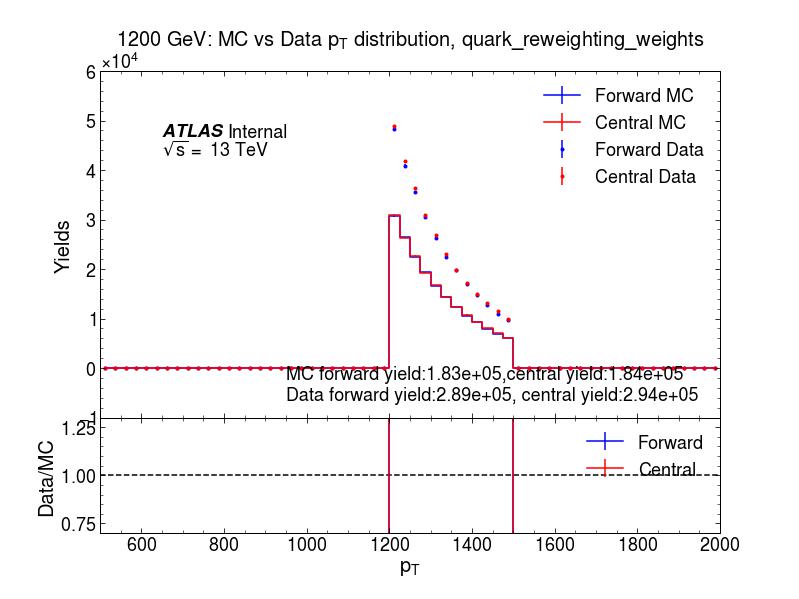 1200 GeV: MC vs Data pT distribution, quark_reweighting_weights
×10⁴
6
5
4
3
2
1
0
−1
Yields
ATLAS Internal
√s = 13 TeV
Forward MC
Central MC
Forward Data
Central Data
MC forward yield:1.83e+05,central yield:1.84e+05
Data forward yield:2.89e+05, central yield:2.94e+05
1.25
1.00
0.75
Data/MC
Forward
Central
600 800 1000 1200 1400 1600 1800 2000
pT